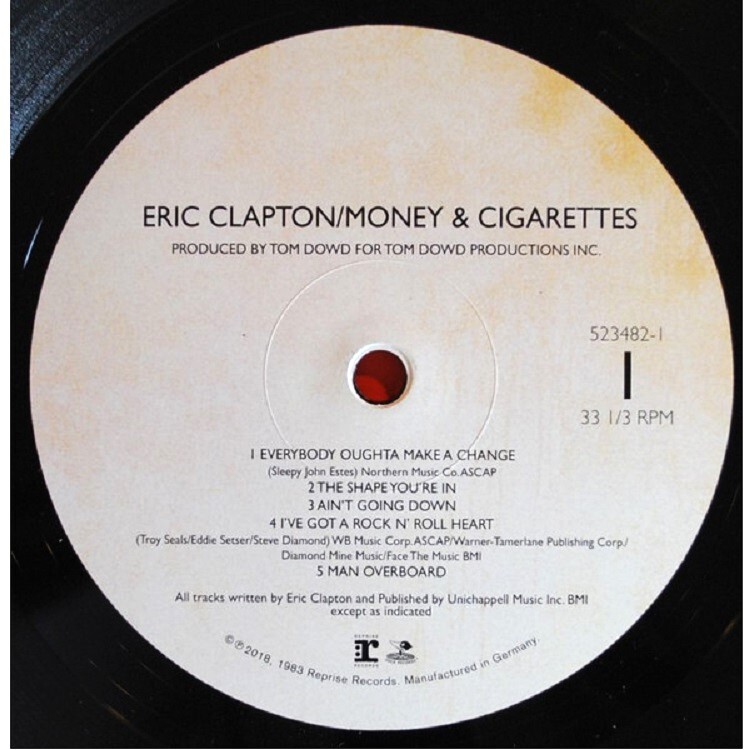 ERIC CLAPTON/MONEY & CIGARETTES
PRODUCED BY TOM DOWD FOR TOM DOWD PRODUCTIONS INC.
523482-1
I
33 1/3 RPM
1 EVERYBODY OUGHTA MAKE A CHANGE
(Sleepy John Estes) Northern Music Co. ASCAP
2 THE SHAPE YOU'RE IN
3 AIN'T GOING DOWN
4 I'VE GOT A ROCK N' ROLL HEART
(Troy Seals/Eddie Setser/Steve Diamond) WB Music Corp. ASCAP/Warner-Tamerlane Publishing Corp./
Diamond Mine Music/Face The Music BMI
5 MAN OVERBOARD
All tracks written by Eric Clapton and Published by Unichappell Music Inc. BMI
except as indicated
REPRISE
r:
RECORDS
©℗2018, 1983 Reprise Records. Manufactured in Germany.